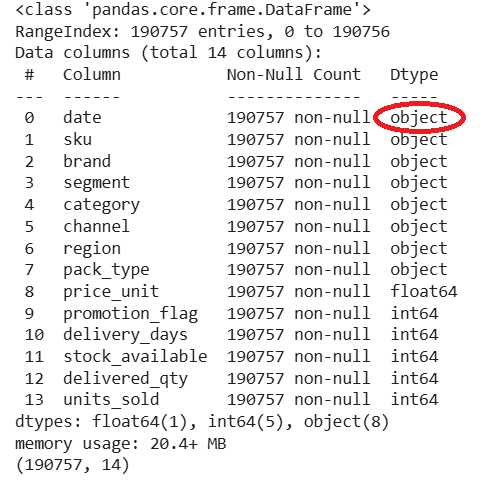 <class 'pandas.core.frame.DataFrame'>
RangeIndex: 190757 entries, 0 to 190756
Data columns (total 14 columns):
 #   Column           Non-Null Count   Dtype
---  ------           --------------   -----
 0   date             190757 non-null  object
 1   sku              190757 non-null  object
 2   brand            190757 non-null  object
 3   segment          190757 non-null  object
 4   category         190757 non-null  object
 5   channel          190757 non-null  object
 6   region           190757 non-null  object
 7   pack_type        190757 non-null  object
 8   price_unit       190757 non-null  float64
 9   promotion_flag   190757 non-null  int64
 10  delivery_days    190757 non-null  int64
 11  stock_available  190757 non-null  int64
 12  delivered_qty    190757 non-null  int64
 13  units_sold       190757 non-null  int64
dtypes: float64(1), int64(5), object(8)
memory usage: 20.4+ MB
(190757, 14)